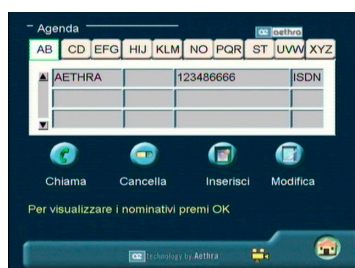 Agenda
aethra
AB CD EFG HIJ KLM NO PQR ST UVW XYZ
AETHRA 123486666 ISDN
Chiama Cancella Inserisci Modifica
Per visualizzare i nominativi premi OK
technology by Aethra